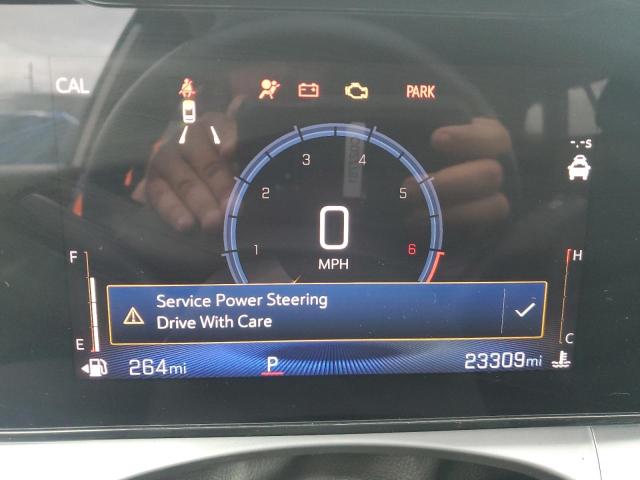 CAL
PARK
3 4
-.-s
2 5
0
1 6
MPH
F H
Service Power Steering
Drive With Care
E C
264mi P 23309mi